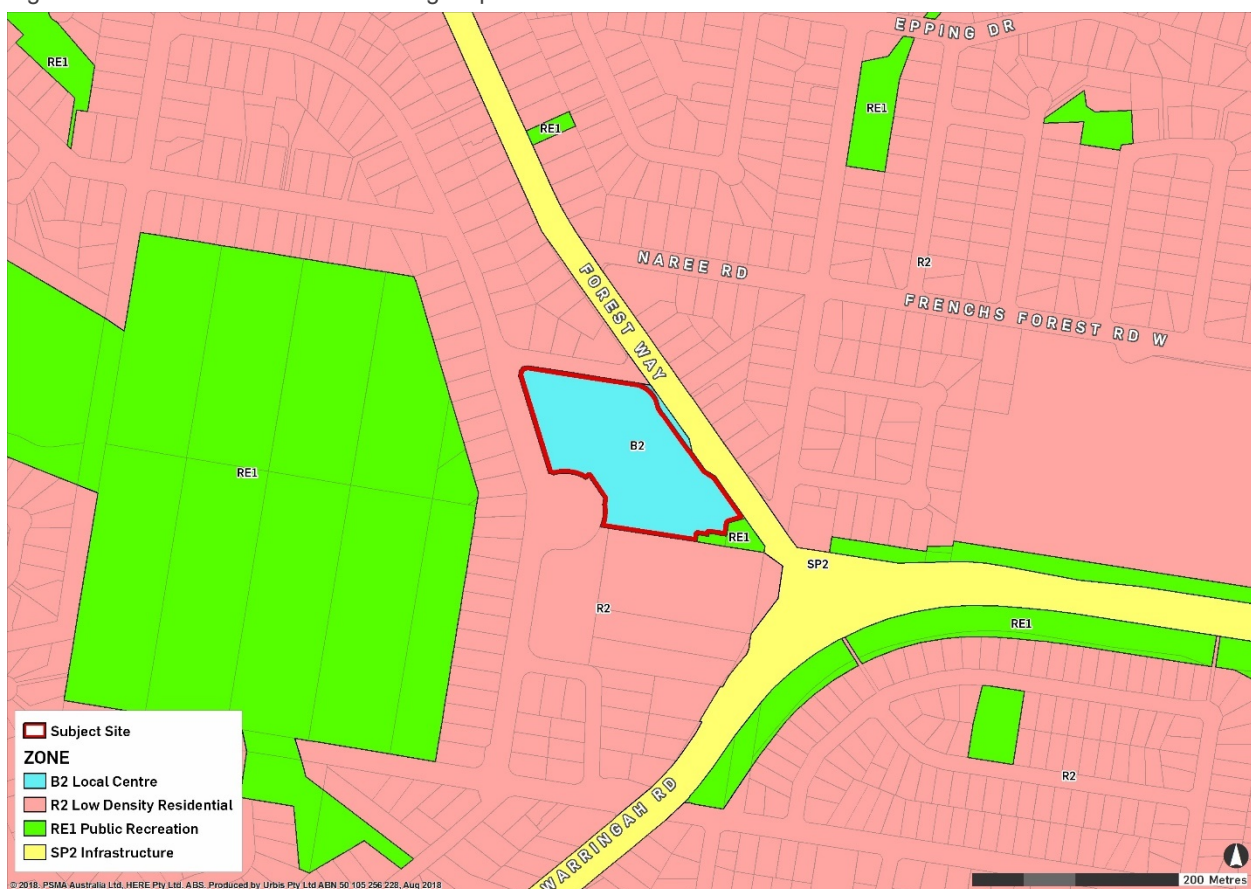 EPPING DR
RE1
RE1
RE1
NAREE RD
R2
FOREST WAY
FRENCHS FOREST RD W
B2
RE1
RE1
SP2
R2
RE1
R2
WARRINGAH RD
Subject Site
ZONE
B2 Local Centre
R2 Low Density Residential
RE1 Public Recreation
SP2 Infrastructure
© 2018. PSMA Australia Ltd, HERE Pty Ltd. ABS. Produced by Urbis Pty Ltd ABN 50 105 256 228, Aug 2018
200 Metres